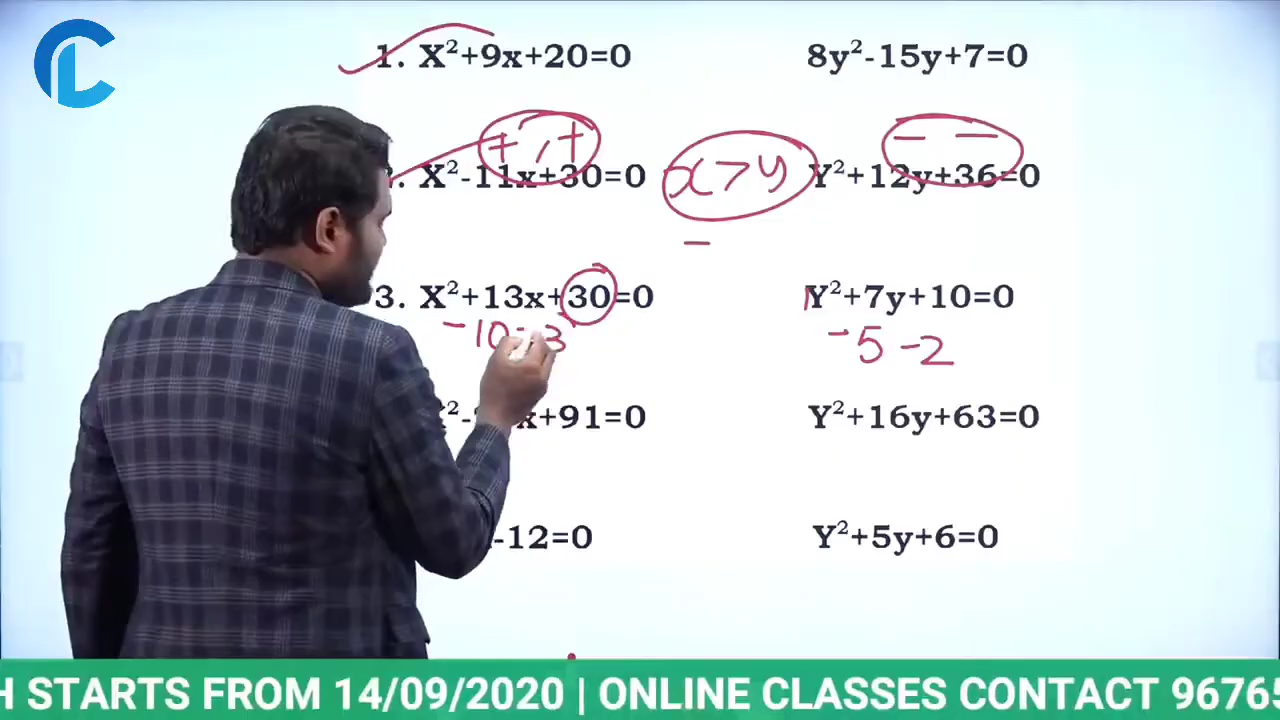 1. X²+9x+20=0 8y²-15y+7=0
+, + − −
X²-11x+30=0 x>y Y²+12y+36=0
−
3. X²+13x+30=0 Y²+7y+10=0
-10 -3 -5 -2
x+91=0 Y²+16y+63=0
-12=0 Y²+5y+6=0
H STARTS FROM 14/09/2020 | ONLINE CLASSES CONTACT 9676